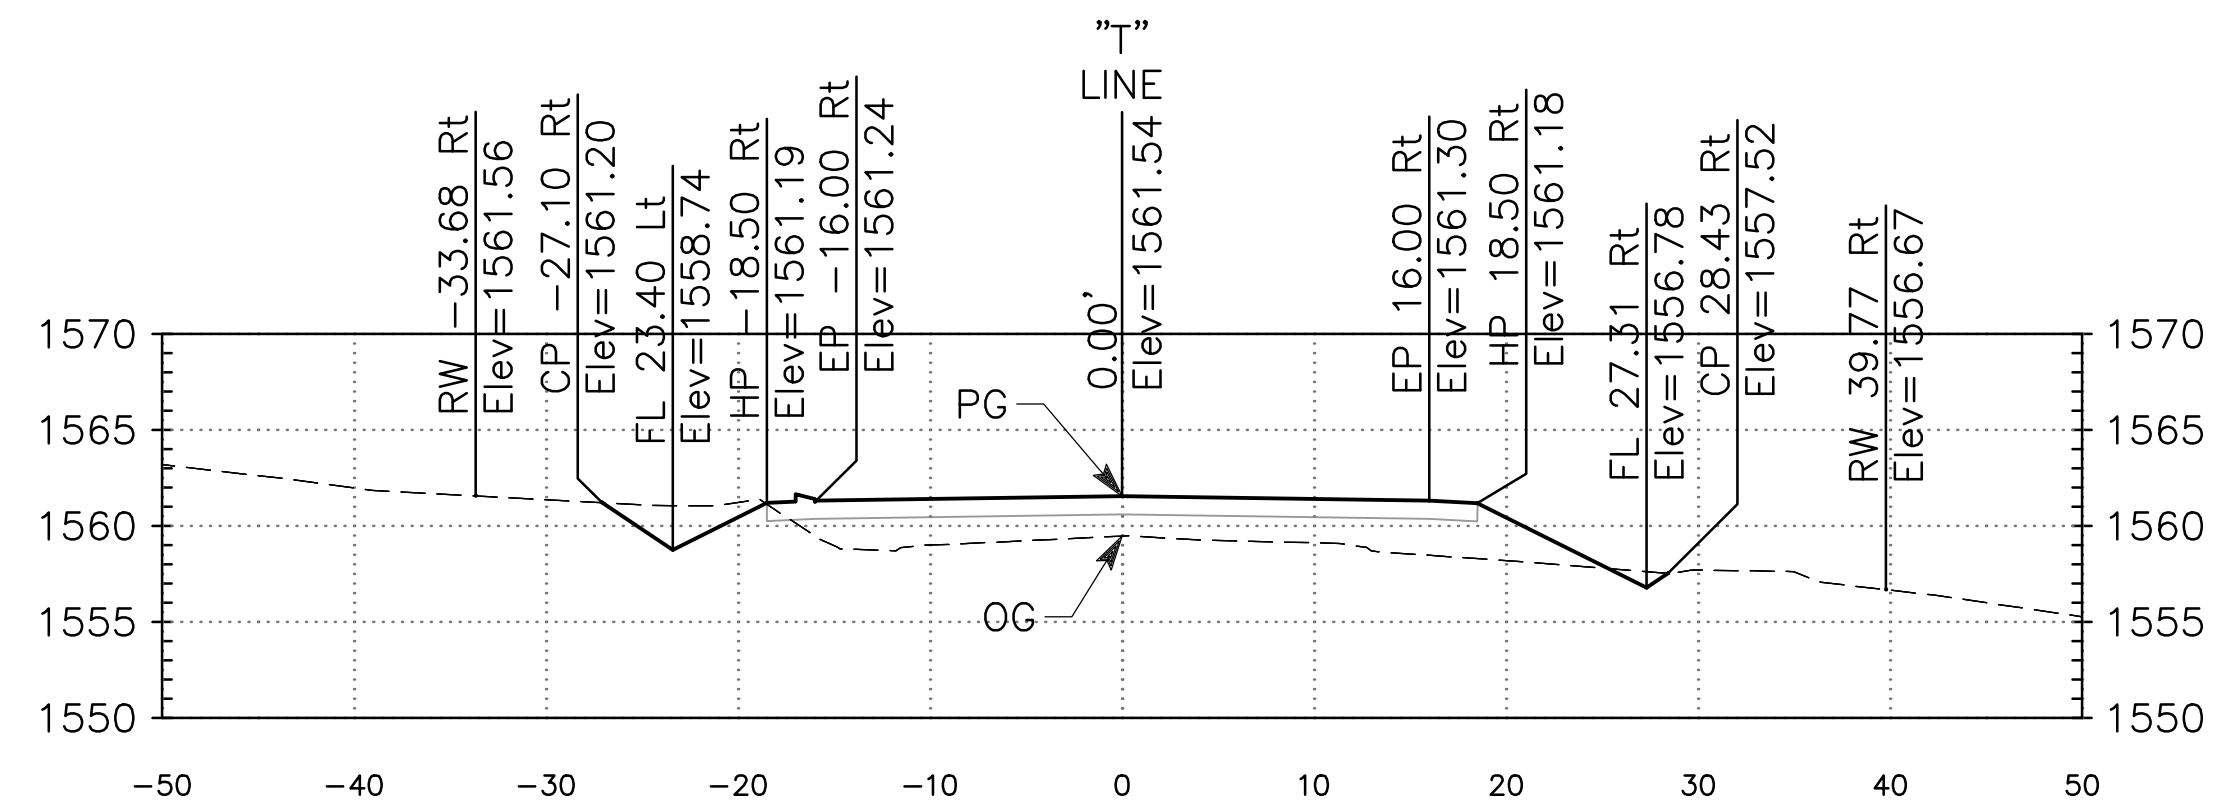 "T"
LINE
RW -33.68 Rt
Elev=1561.56
CP -27.10 Rt
Elev=1561.20
FL 23.40 Lt
Elev=1558.74
HP -18.50 Rt
Elev=1561.19
EP -16.00 Rt
Elev=1561.24
0.00'
Elev=1561.54
EP 16.00 Rt
Elev=1561.30
HP 18.50 Rt
Elev=1561.18
FL 27.31 Rt
Elev=1556.78
CP 28.43 Rt
Elev=1557.52
RW 39.77 Rt
Elev=1556.67
1570 1570
PG
1565 1565
1560 1560
OG
1555 1555
1550 1550
-50 -40 -30 -20 -10 0 10 20 30 40 50